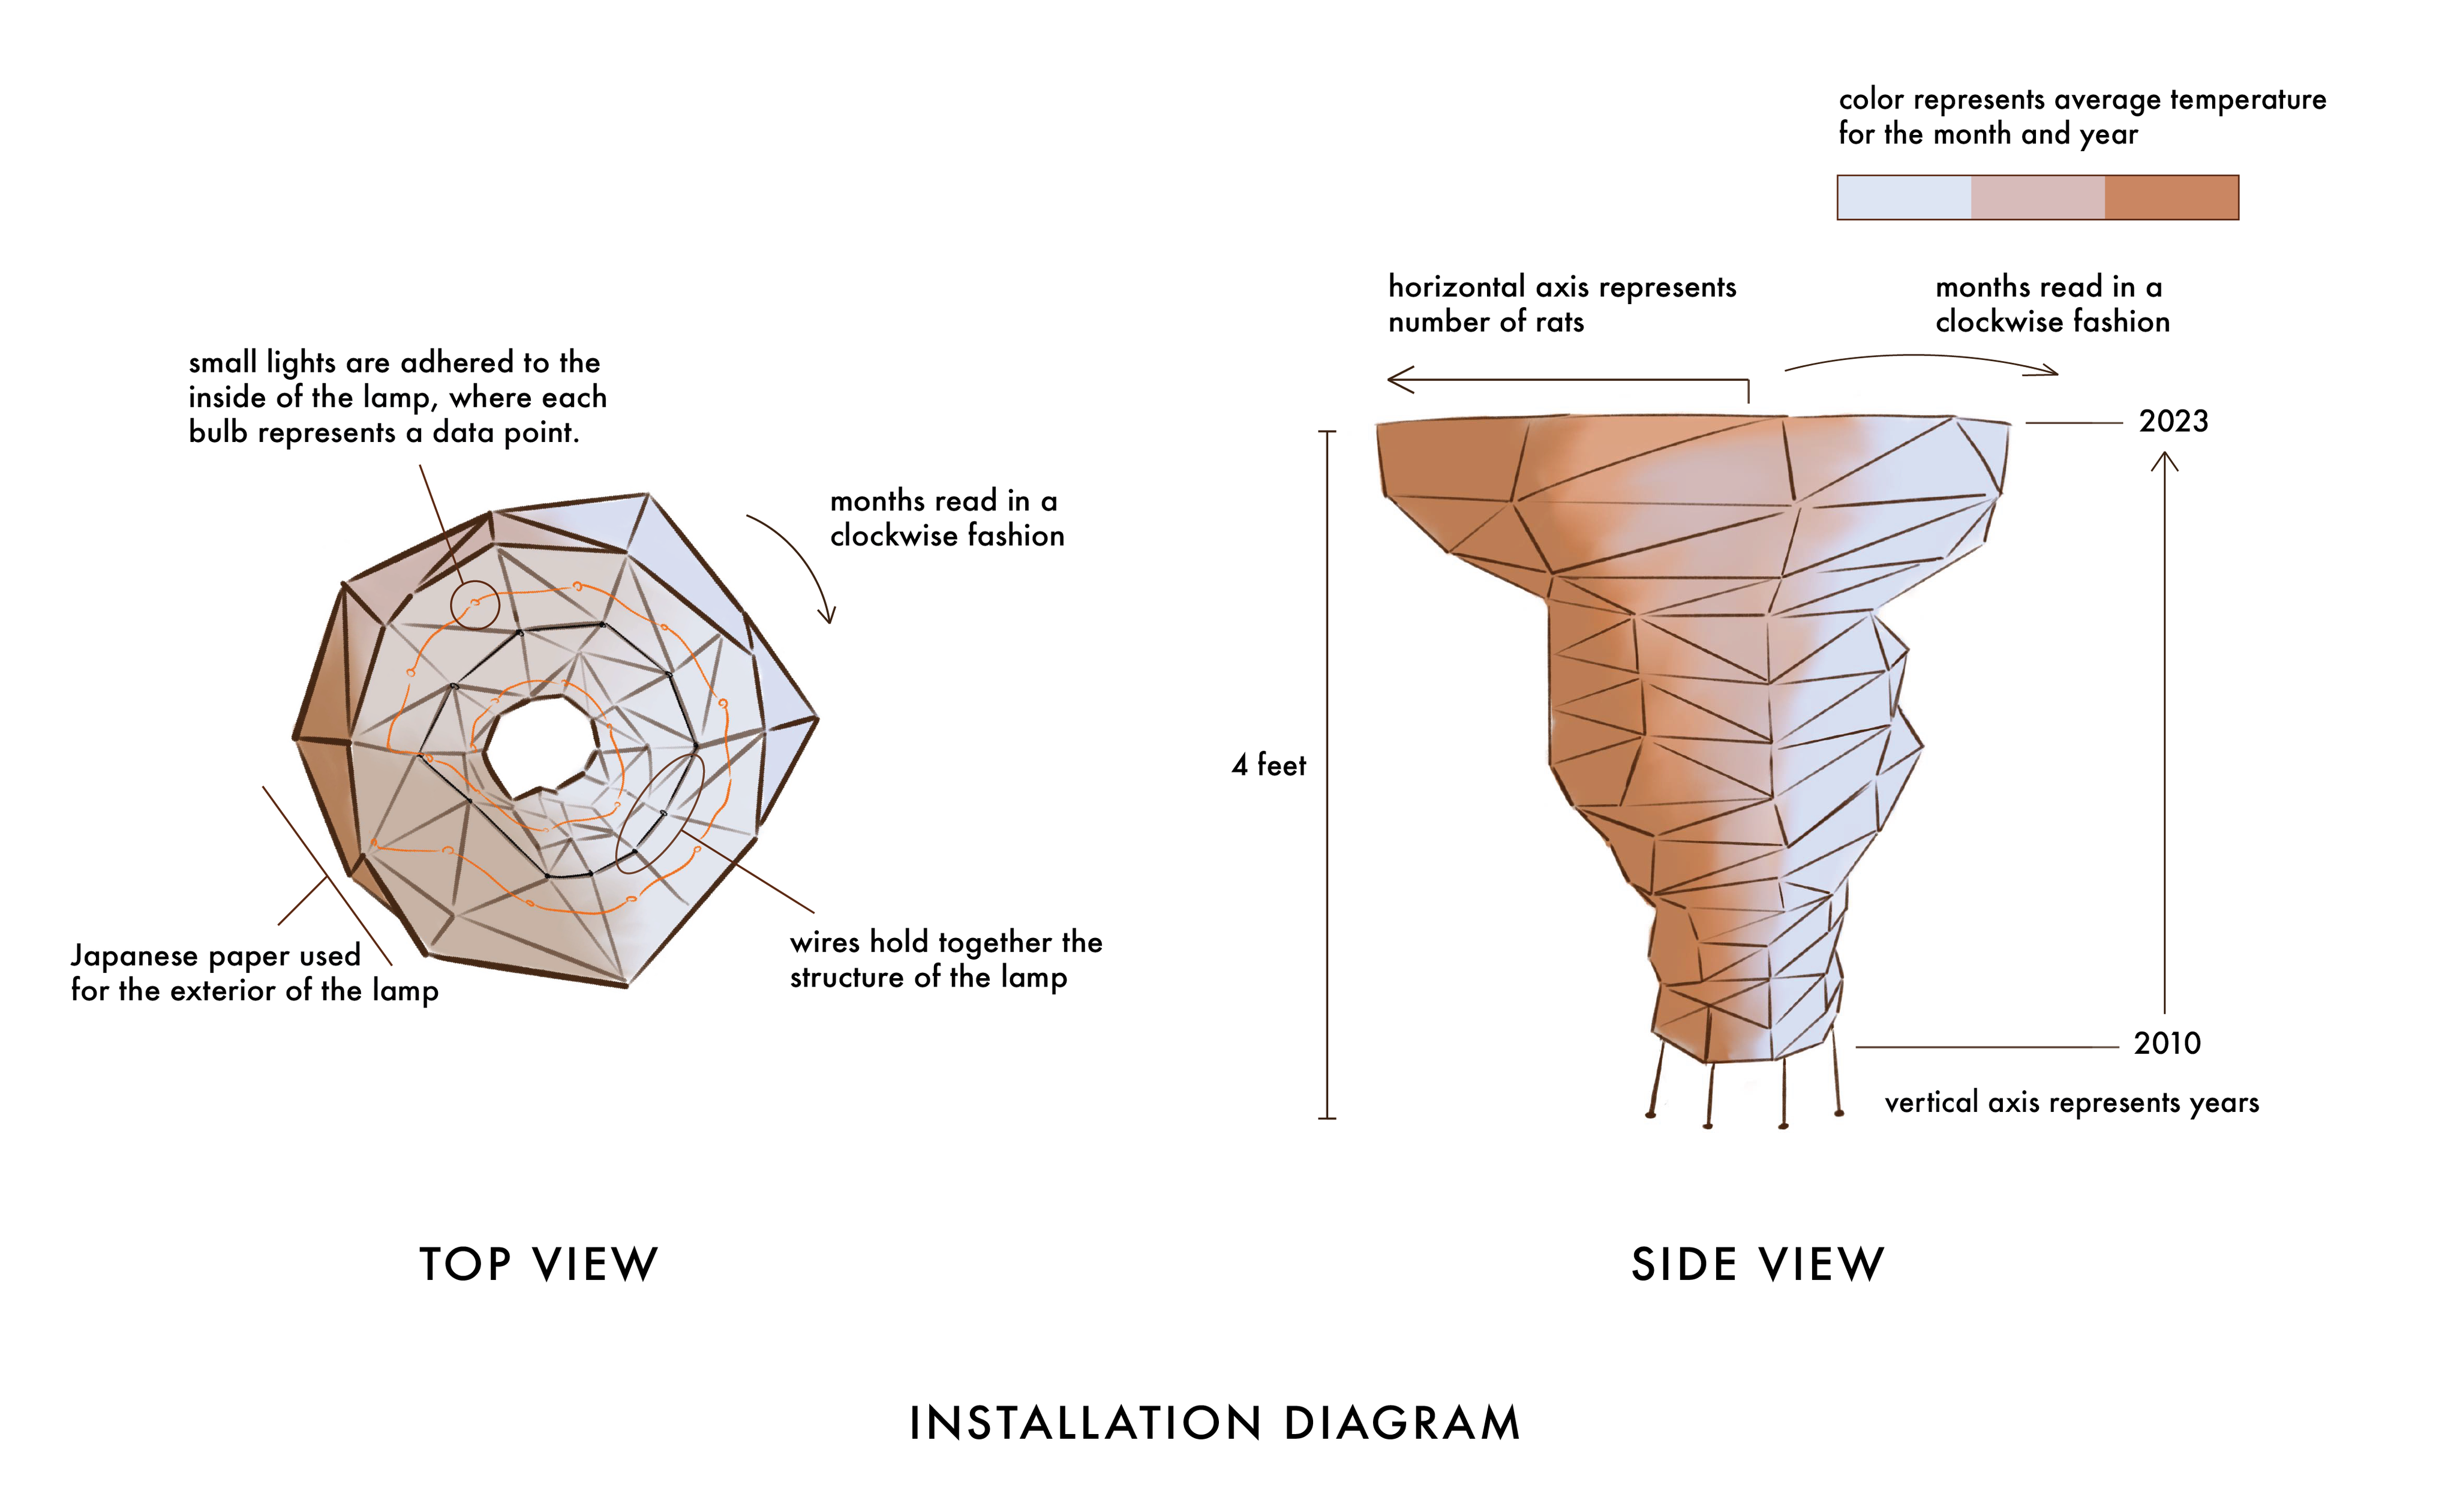 color represents average temperature
for the month and year
horizontal axis represents
number of rats
months read in a
clockwise fashion
small lights are adhered to the
inside of the lamp, where each
bulb represents a data point.
2023
months read in a
clockwise fashion
4 feet
Japanese paper used
for the exterior of the lamp
wires hold together the
structure of the lamp
2010
vertical axis represents years
TOP VIEW
SIDE VIEW
INSTALLATION DIAGRAM